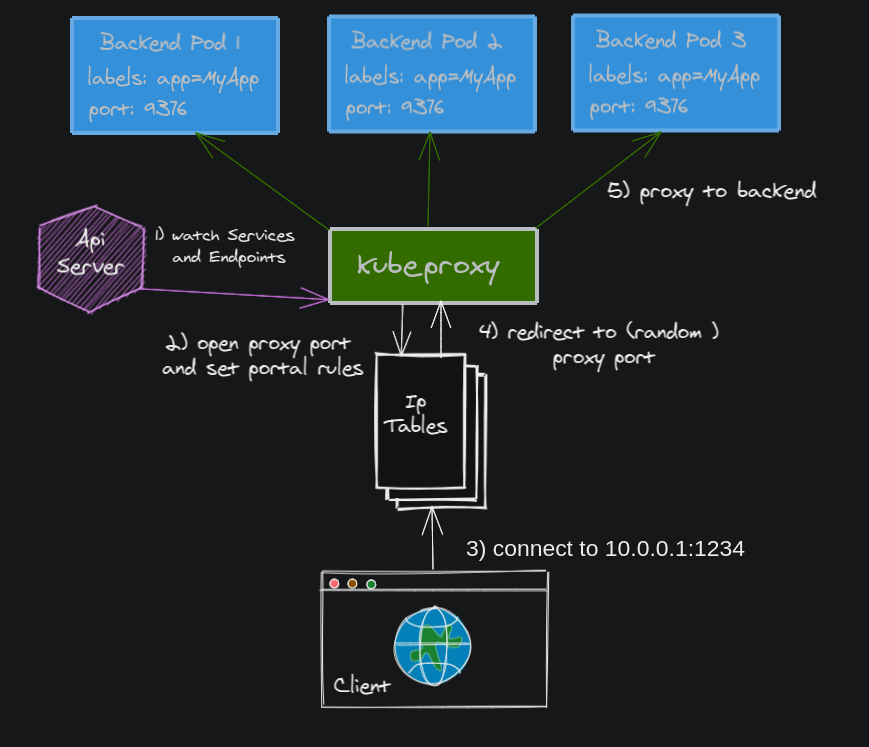 Backend Pod 1
labels: app=MyApp
port: 9376
Backend Pod 2
labels: app=MyApp
port: 9376
Backend Pod 3
labels: app=MyApp
port: 9376
5) proxy to backend
Api
Server
1) watch Services
and Endpoints
Kubeproxy
2) open proxy port
and set portal rules
4) redirect to (random )
proxy port
Ip
Tables
3) connect to 10.0.0.1:1234
Client